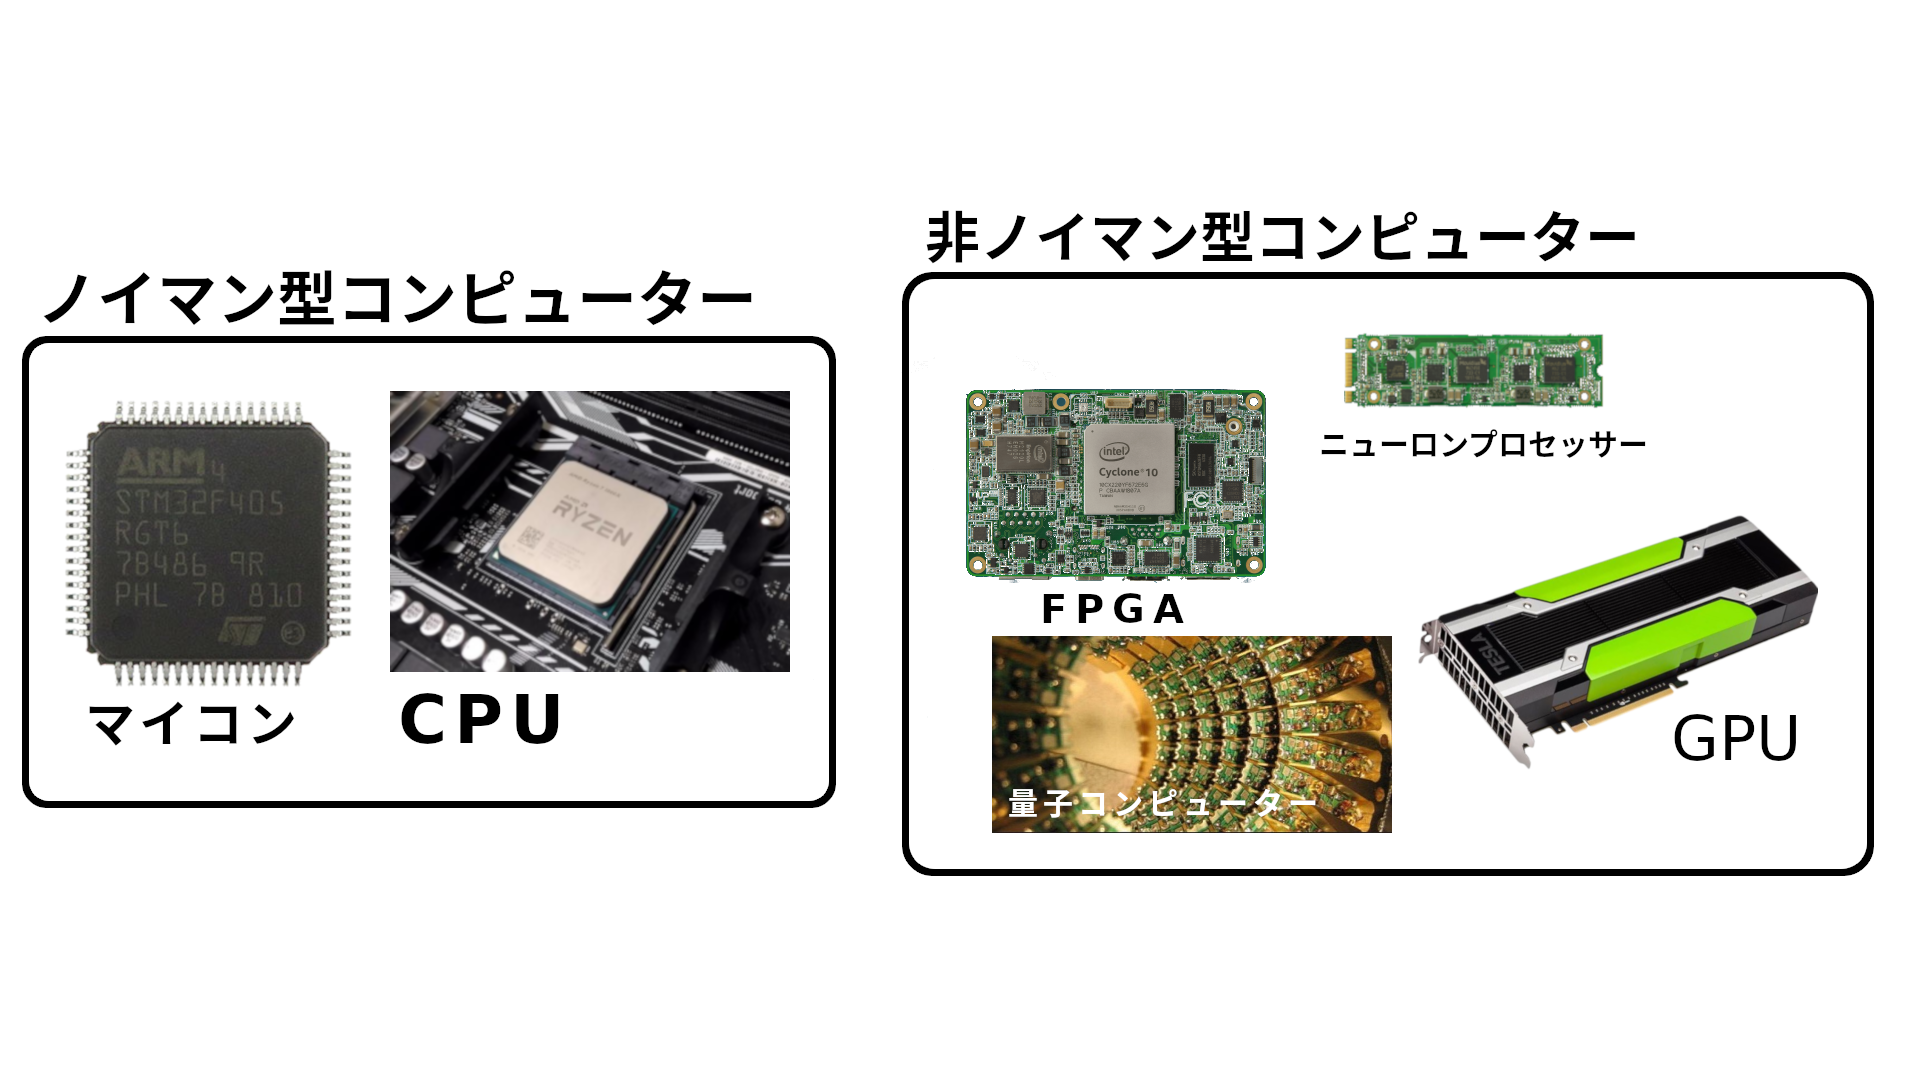 ノイマン型コンピューター
ARM 4
STM32F405
RGT6
7B486 9R
PHL 7B 810
マイコン
RYZEN
CPU
非ノイマン型コンピューター
intel
Cyclone® 10
FC
FPGA
ニューロンプロセッサー
量子コンピューター
TESLA
GPU